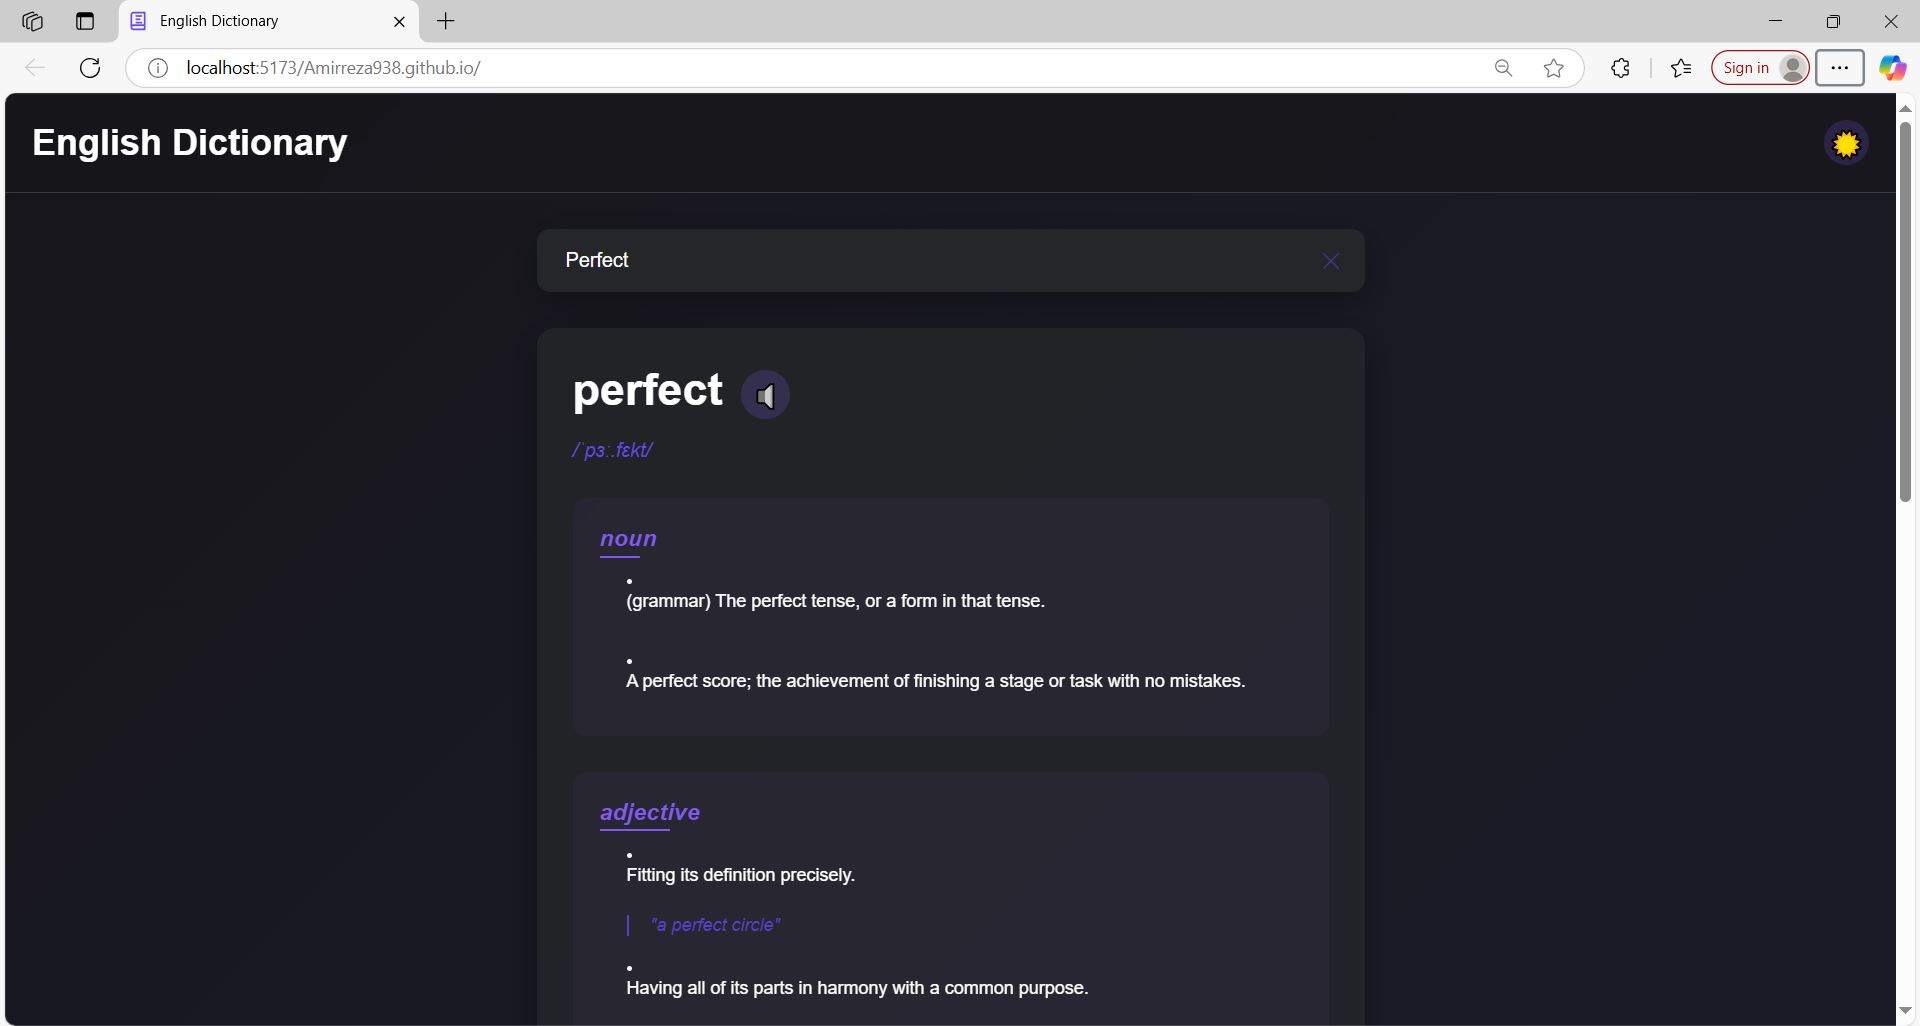 English Dictionary
localhost:5173/Amirreza938.github.io/
Sign in
English Dictionary
Perfect
perfect
/ˈpɜː.fɛkt/
noun
• (grammar) The perfect tense, or a form in that tense.
• A perfect score; the achievement of finishing a stage or task with no mistakes.
adjective
• Fitting its definition precisely.
"a perfect circle"
• Having all of its parts in harmony with a common purpose.